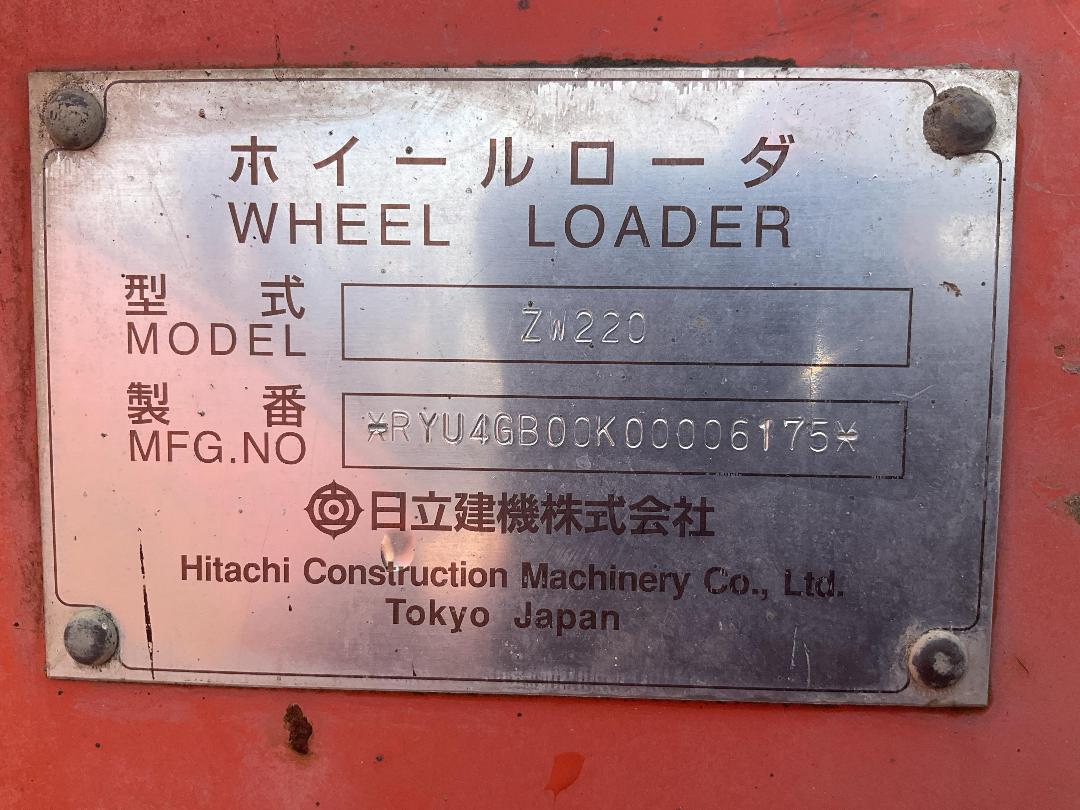 ホイールローダ
WHEEL LOADER
型式
MODEL ZW220
製番
MFG.NO *RYU4GB00K00006175*
日立建機株式会社
Hitachi Construction Machinery Co., Ltd.
Tokyo Japan